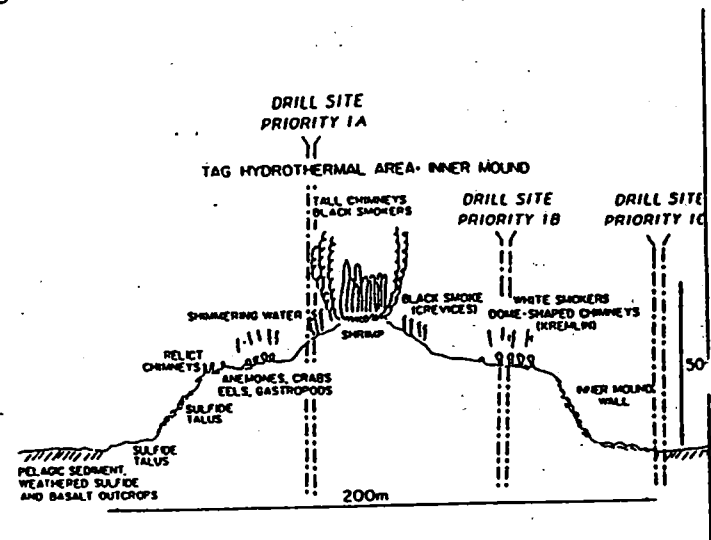 DRILL SITE
PRIORITY 1A
TAG HYDROTHERMAL AREA- INNER MOUND
TALL CHIMNEYS
BLACK SMOKERS
DRILL SITE
PRIORITY 1B
DRILL SITE
PRIORITY 1C
SHIMMERING WATER
BLACK SMOKE
(CREVICES)
WHITE SMOKERS
DOME-SHAPED CHIMNEYS
(KREMLIN)
SHRIMP
RELICT
CHIMNEYS
ANEMONES, CRABS
EELS, GASTROPODS
50
INNER MOUND
WALL
SULFIDE
TALUS
SULFIDE
TALUS
PELAGIC SEDIMENT,
WEATHERED SULFIDE
AND BASALT OUTCROPS
200m